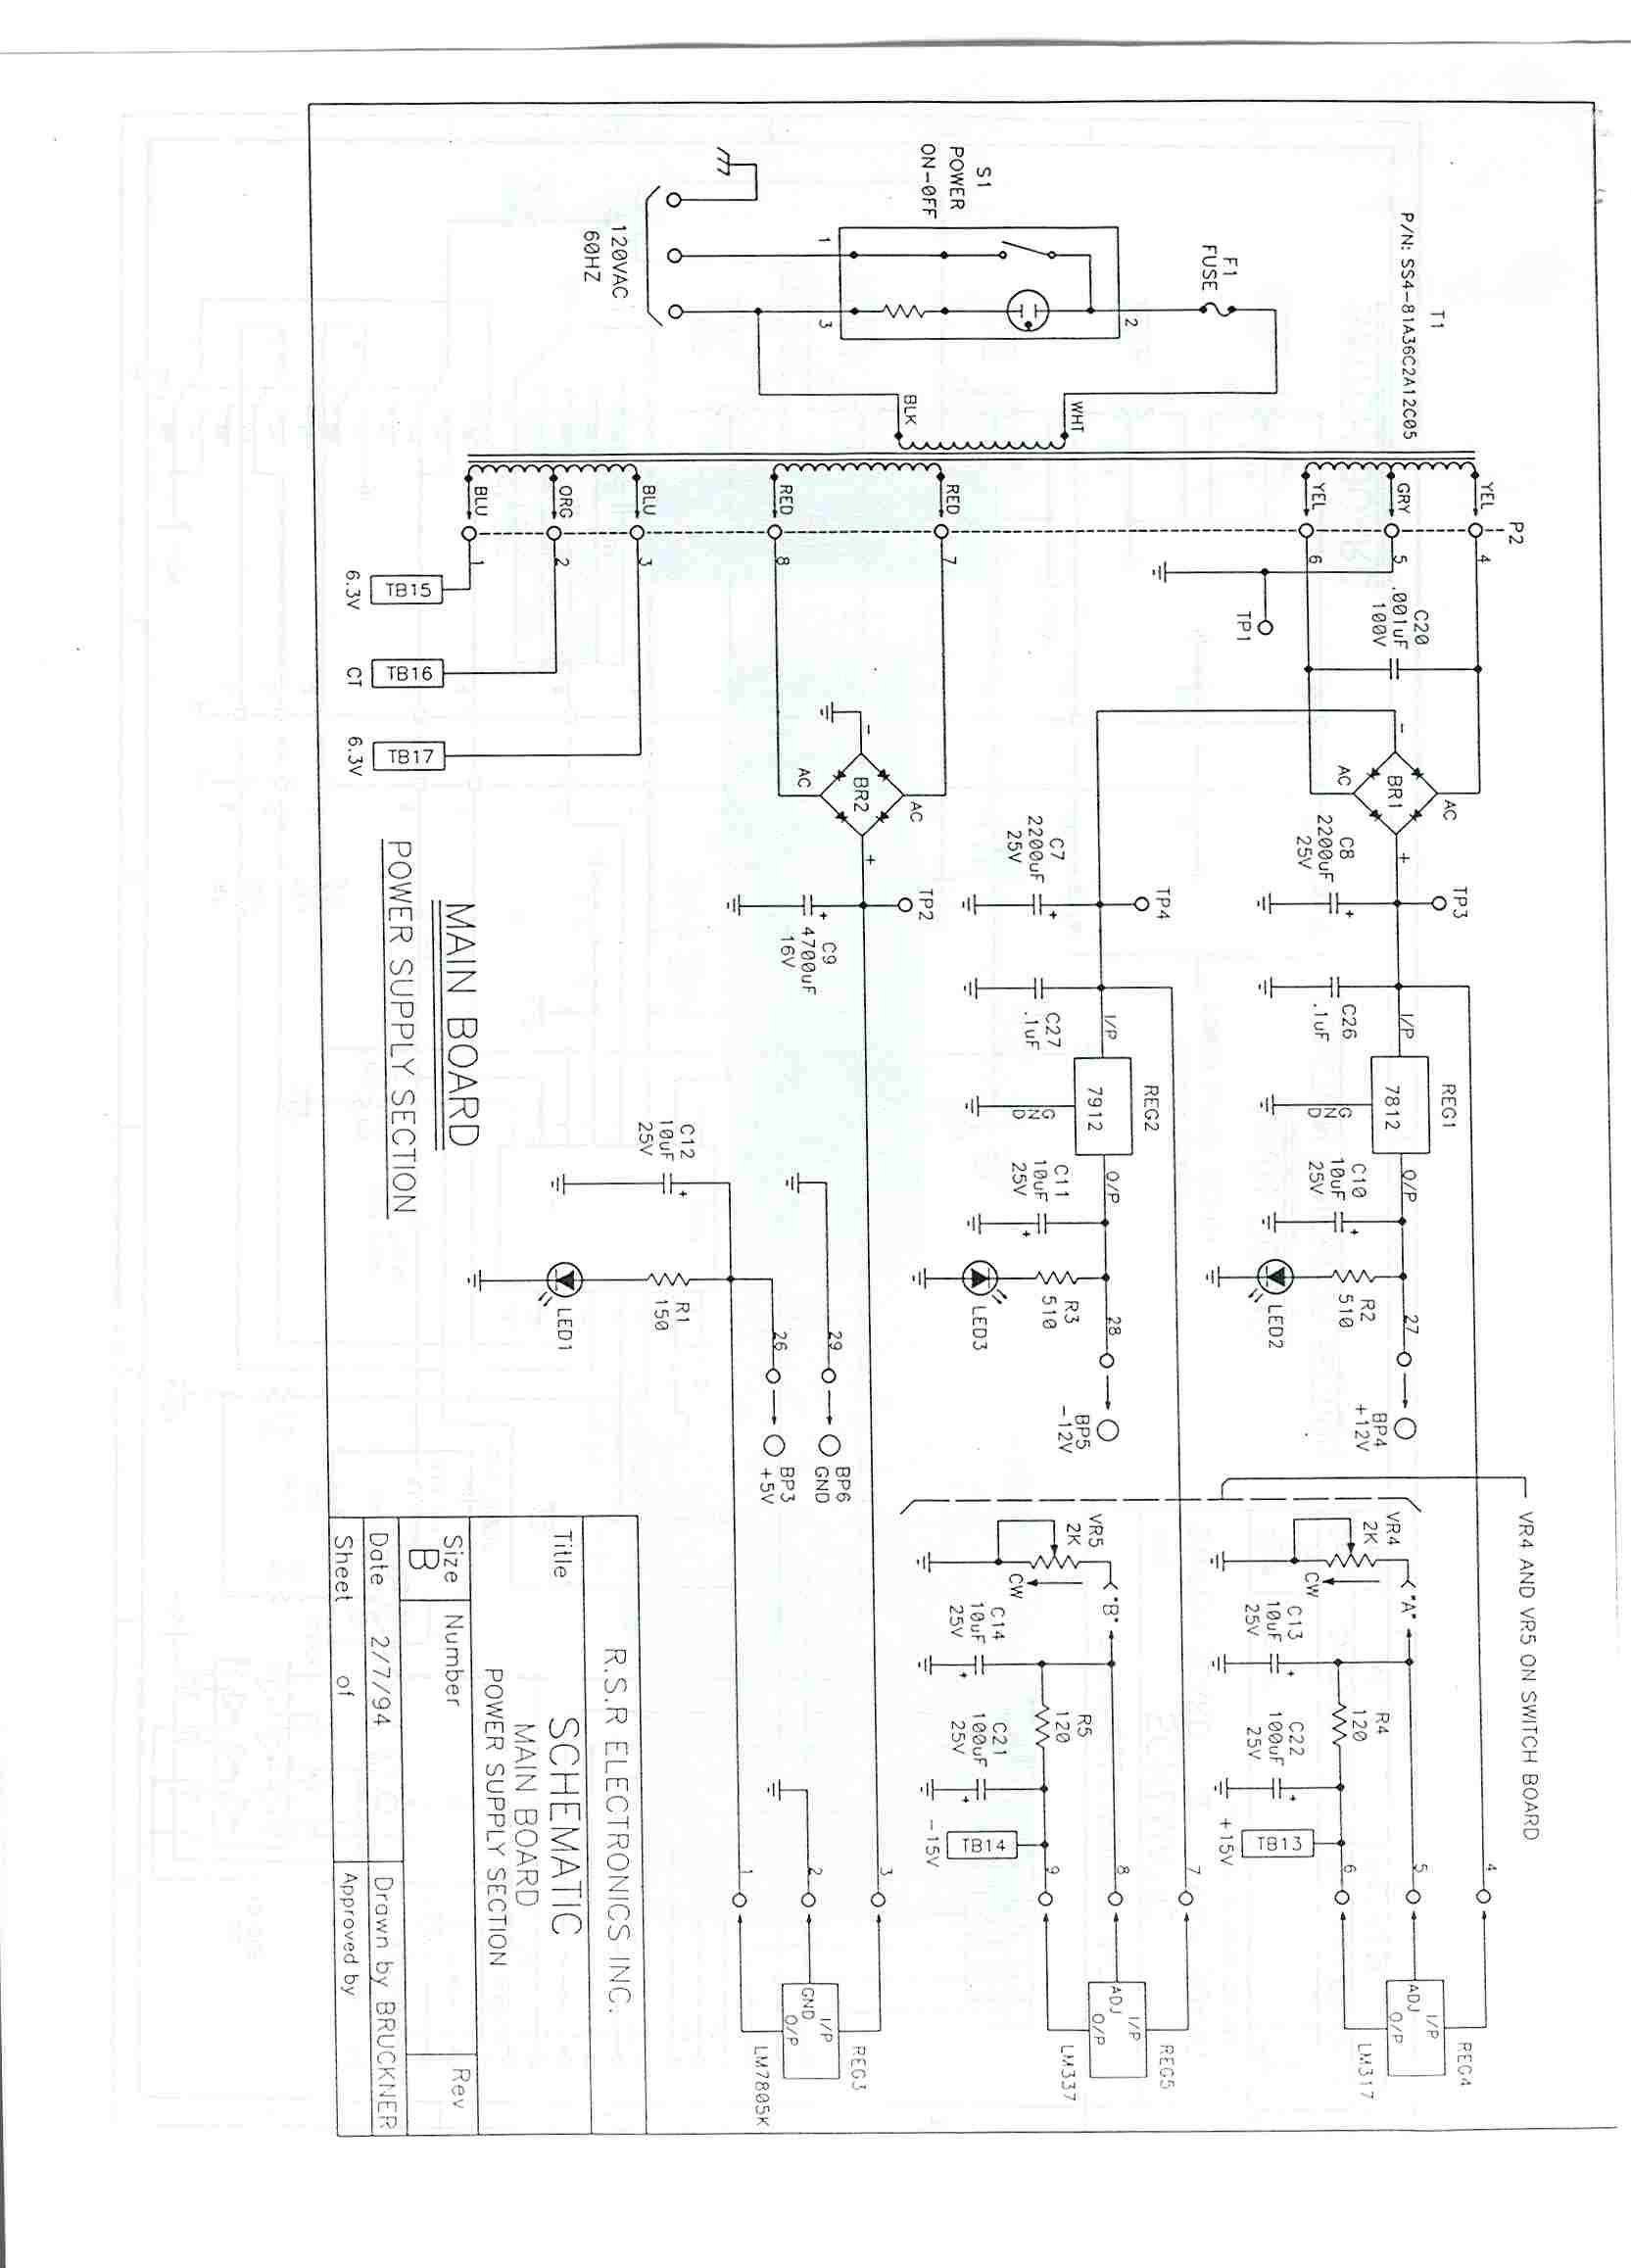 T1
P/N: SS4-81A36C2A12C05
F1
FUSE
S1
POWER
ON-OFF
1
2
3
120VAC
60HZ
WHT
BLK
P2
YEL
GRY
YEL
RED
RED
BLU
ORG
BLU
4
5
6
7
8
3
2
1
C20
.001uF
100V
TP1
TB15
6.3V
TB16
CT
TB17
6.3V
BR1
AC
AC
-
+
BR2
AC
AC
-
+
TP3
C8
2200uF
25V
+
TP4
C7
2200uF
25V
+
TP2
C9
4700uF
16V
+
C26
.1uF
C27
.1uF
I/P
REG1
7812
GND
O/P
I/P
REG2
7912
GND
O/P
C10
10uF
25V
+
C11
10uF
25V
+
C12
10uF
25V
+
R2
510
LED2
R3
510
LED3
R1
150
LED1
27
BP4
+12V
28
BP5
-12V
29
BP6
GND
26
BP3
+5V
VR4 AND VR5 ON SWITCH BOARD
VR4
2K
CW
"A"
C13
10uF
25V
+
R4
120
C22
100uF
25V
+
TB13
+15V
VR5
2K
CW
"B"
C14
10uF
25V
+
R5
120
C21
100uF
25V
+
TB14
-15V
4
5
6
7
8
9
3
2
1
REG4
I/P
ADJ
O/P
LM317
REG5
I/P
ADJ
O/P
LM337
REG3
I/P
GND
O/P
LM7805K
MAIN BOARD
POWER SUPPLY SECTION
R.S.R ELECTRONICS INC.
Title
SCHEMATIC
MAIN BOARD
POWER SUPPLY SECTION
Size
B
Number
Rev
Date 2/7/94
Drawn by BRUCKNER
Sheet of
Approved by